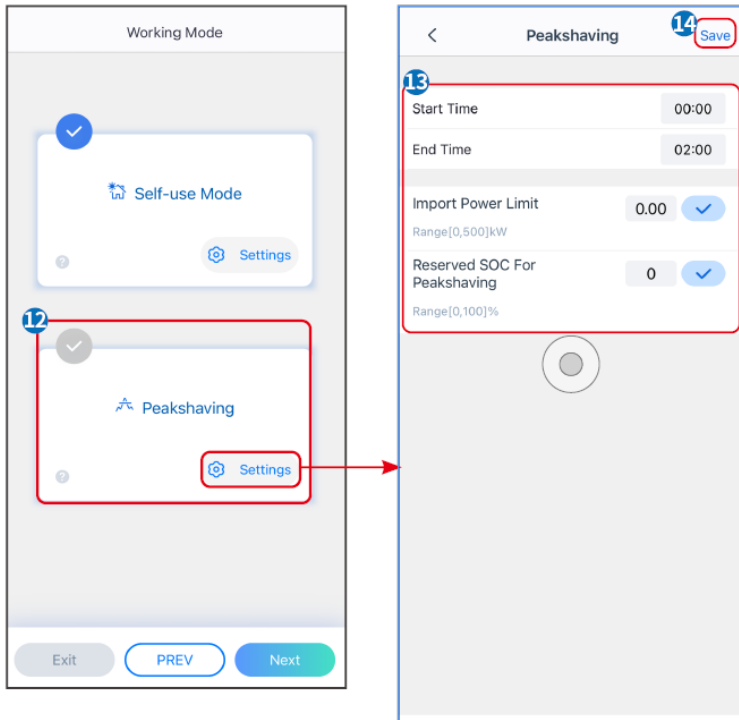 Working Mode
Self-use Mode
?
Settings
12
Peakshaving
?
Settings
Exit
PREV
Next
14
Peakshaving
Save
13
Start Time
00:00
End Time
02:00
Import Power Limit
0.00
Range[0,500]kW
Reserved SOC For
Peakshaving
0
Range[0,100]%